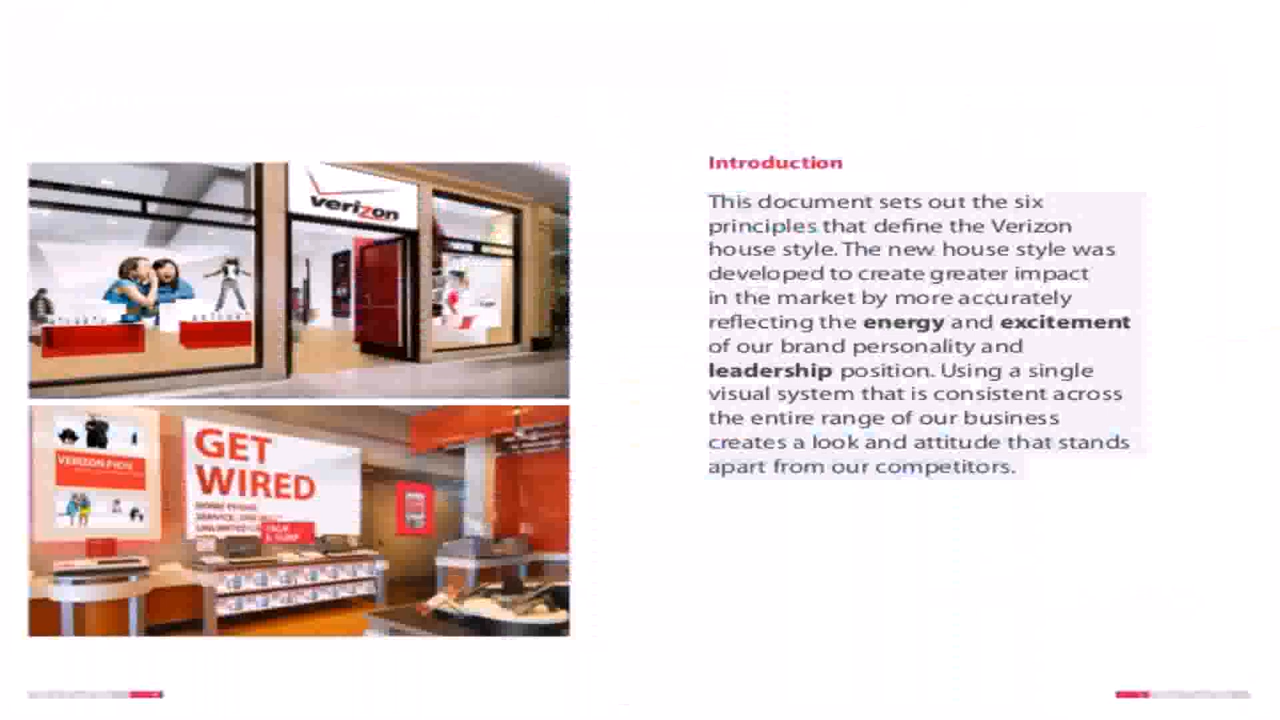 verizon
GET
WIRED
Introduction
This document sets out the six
principles that define the Verizon
house style. The new house style was
developed to create greater impact
in the market by more accurately
reflecting the energy and excitement
of our brand personality and
leadership position. Using a single
visual system that is consistent across
the entire range of our business
creates a look and attitude that stands
apart from our competitors.